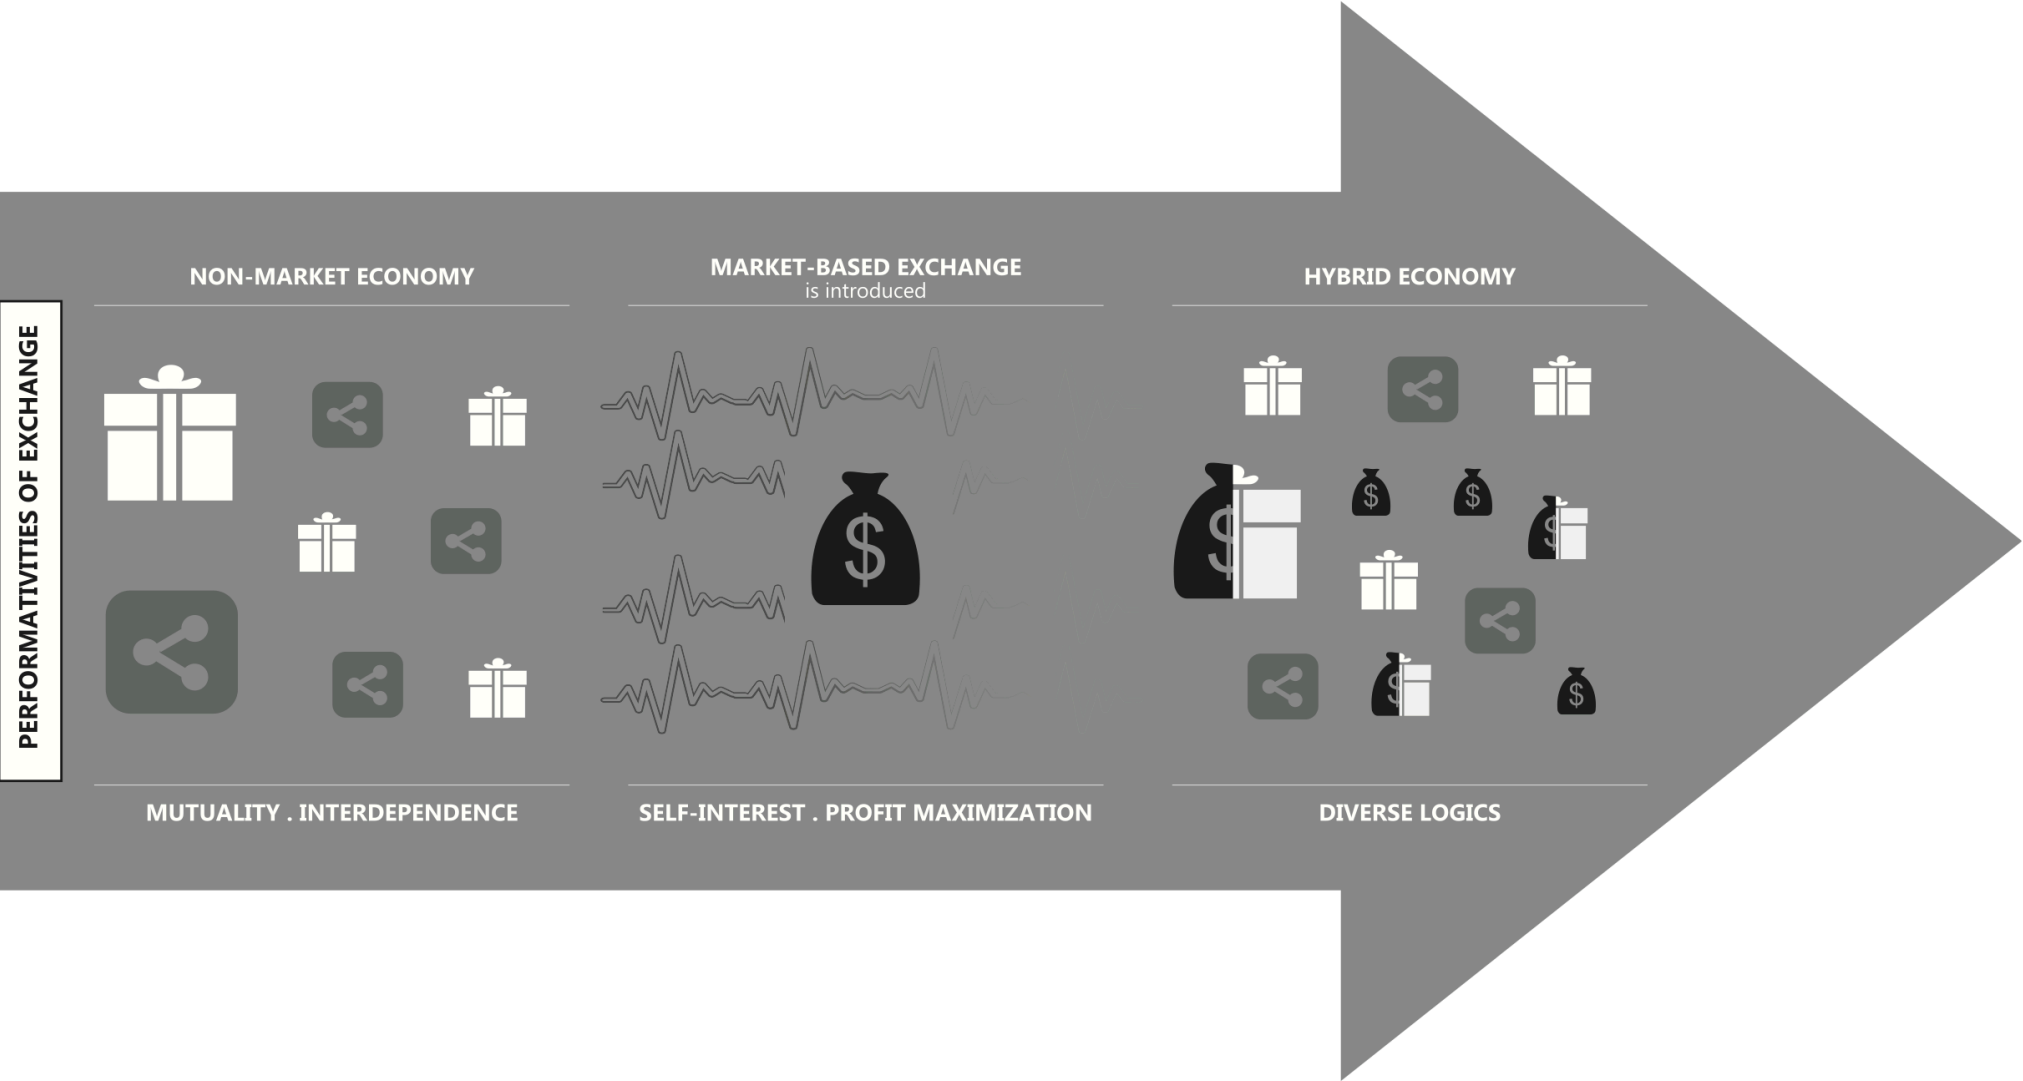 PERFORMATIVITIES OF EXCHANGE
NON-MARKET ECONOMY
MUTUALITY . INTERDEPENDENCE
MARKET-BASED EXCHANGE
is introduced
$
SELF-INTEREST . PROFIT MAXIMIZATION
HYBRID ECONOMY
$
$
$
$
$
$
DIVERSE LOGICS